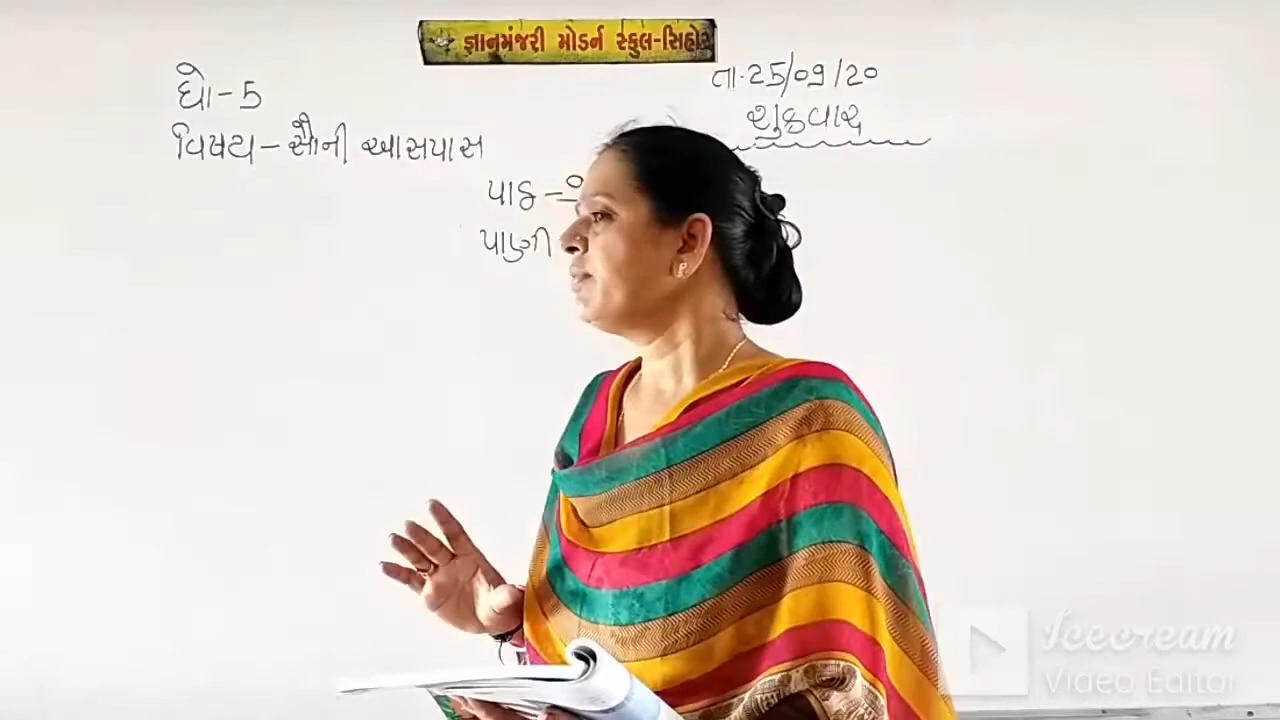 જ્ઞાનમંજરી મોડર્ન સ્કુલ-સિહોર
ધો-5
તા.25/09/20
શુક્રવાર
વિષય-સૌની આસપાસ
પાઠ-
પાણી
Icecream
Video Editor